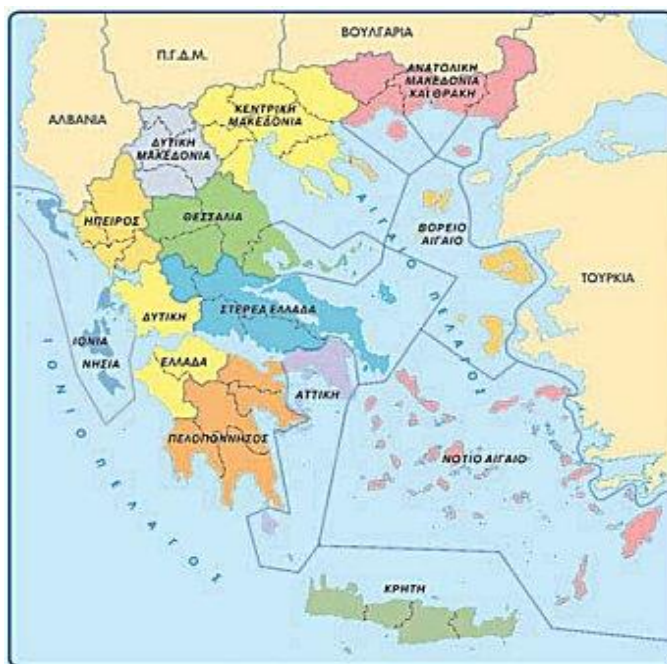 ΒΟΥΛΓΑΡΙΑ
Π.Γ.Δ.Μ.
ΑΝΑΤΟΛΙΚΗ
ΜΑΚΕΔΟΝΙΑ
ΚΑΙ ΘΡΑΚΗ
ΑΛΒΑΝΙΑ
ΚΕΝΤΡΙΚΗ
ΜΑΚΕΔΟΝΙΑ
ΔΥΤΙΚΗ
ΜΑΚΕΔΟΝΙΑ
ΗΠΕΙΡΟΣ
ΘΕΣΣΑΛΙΑ
ΑΙΓΑΙΟ ΠΕΛΑΓΟΣ
ΒΟΡΕΙΟ
ΑΙΓΑΙΟ
ΤΟΥΡΚΙΑ
ΣΤΕΡΕΑ ΕΛΛΑΔΑ
ΔΥΤΙΚΗ
ΕΛΛΑΔΑ
ΙΟΝΙΑ
ΝΗΣΙΑ
ΙΟΝΙΟ ΠΕΛΑΓΟΣ
ΑΤΤΙΚΗ
ΠΕΛΟΠΟΝΝΗΣΟΣ
ΝΟΤΙΟ ΑΙΓΑΙΟ
ΚΡΗΤΗ